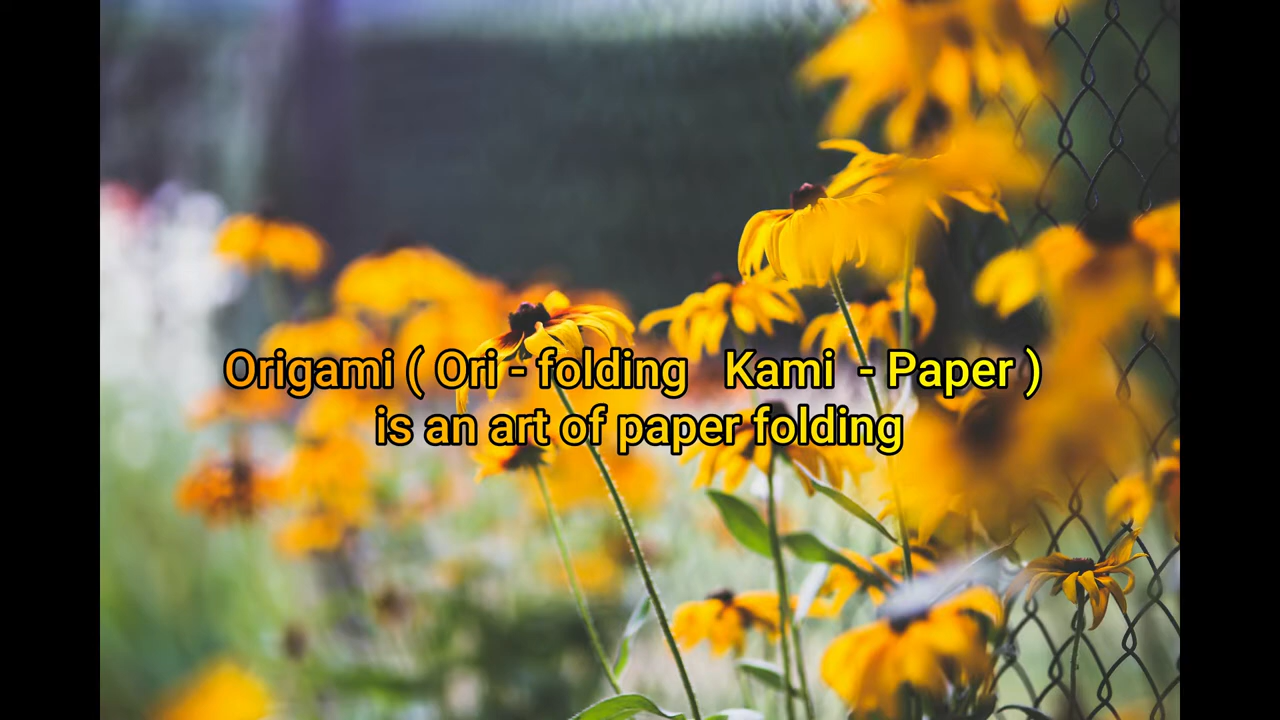 Origami ( Ori - folding Kami - Paper )
is an art of paper folding